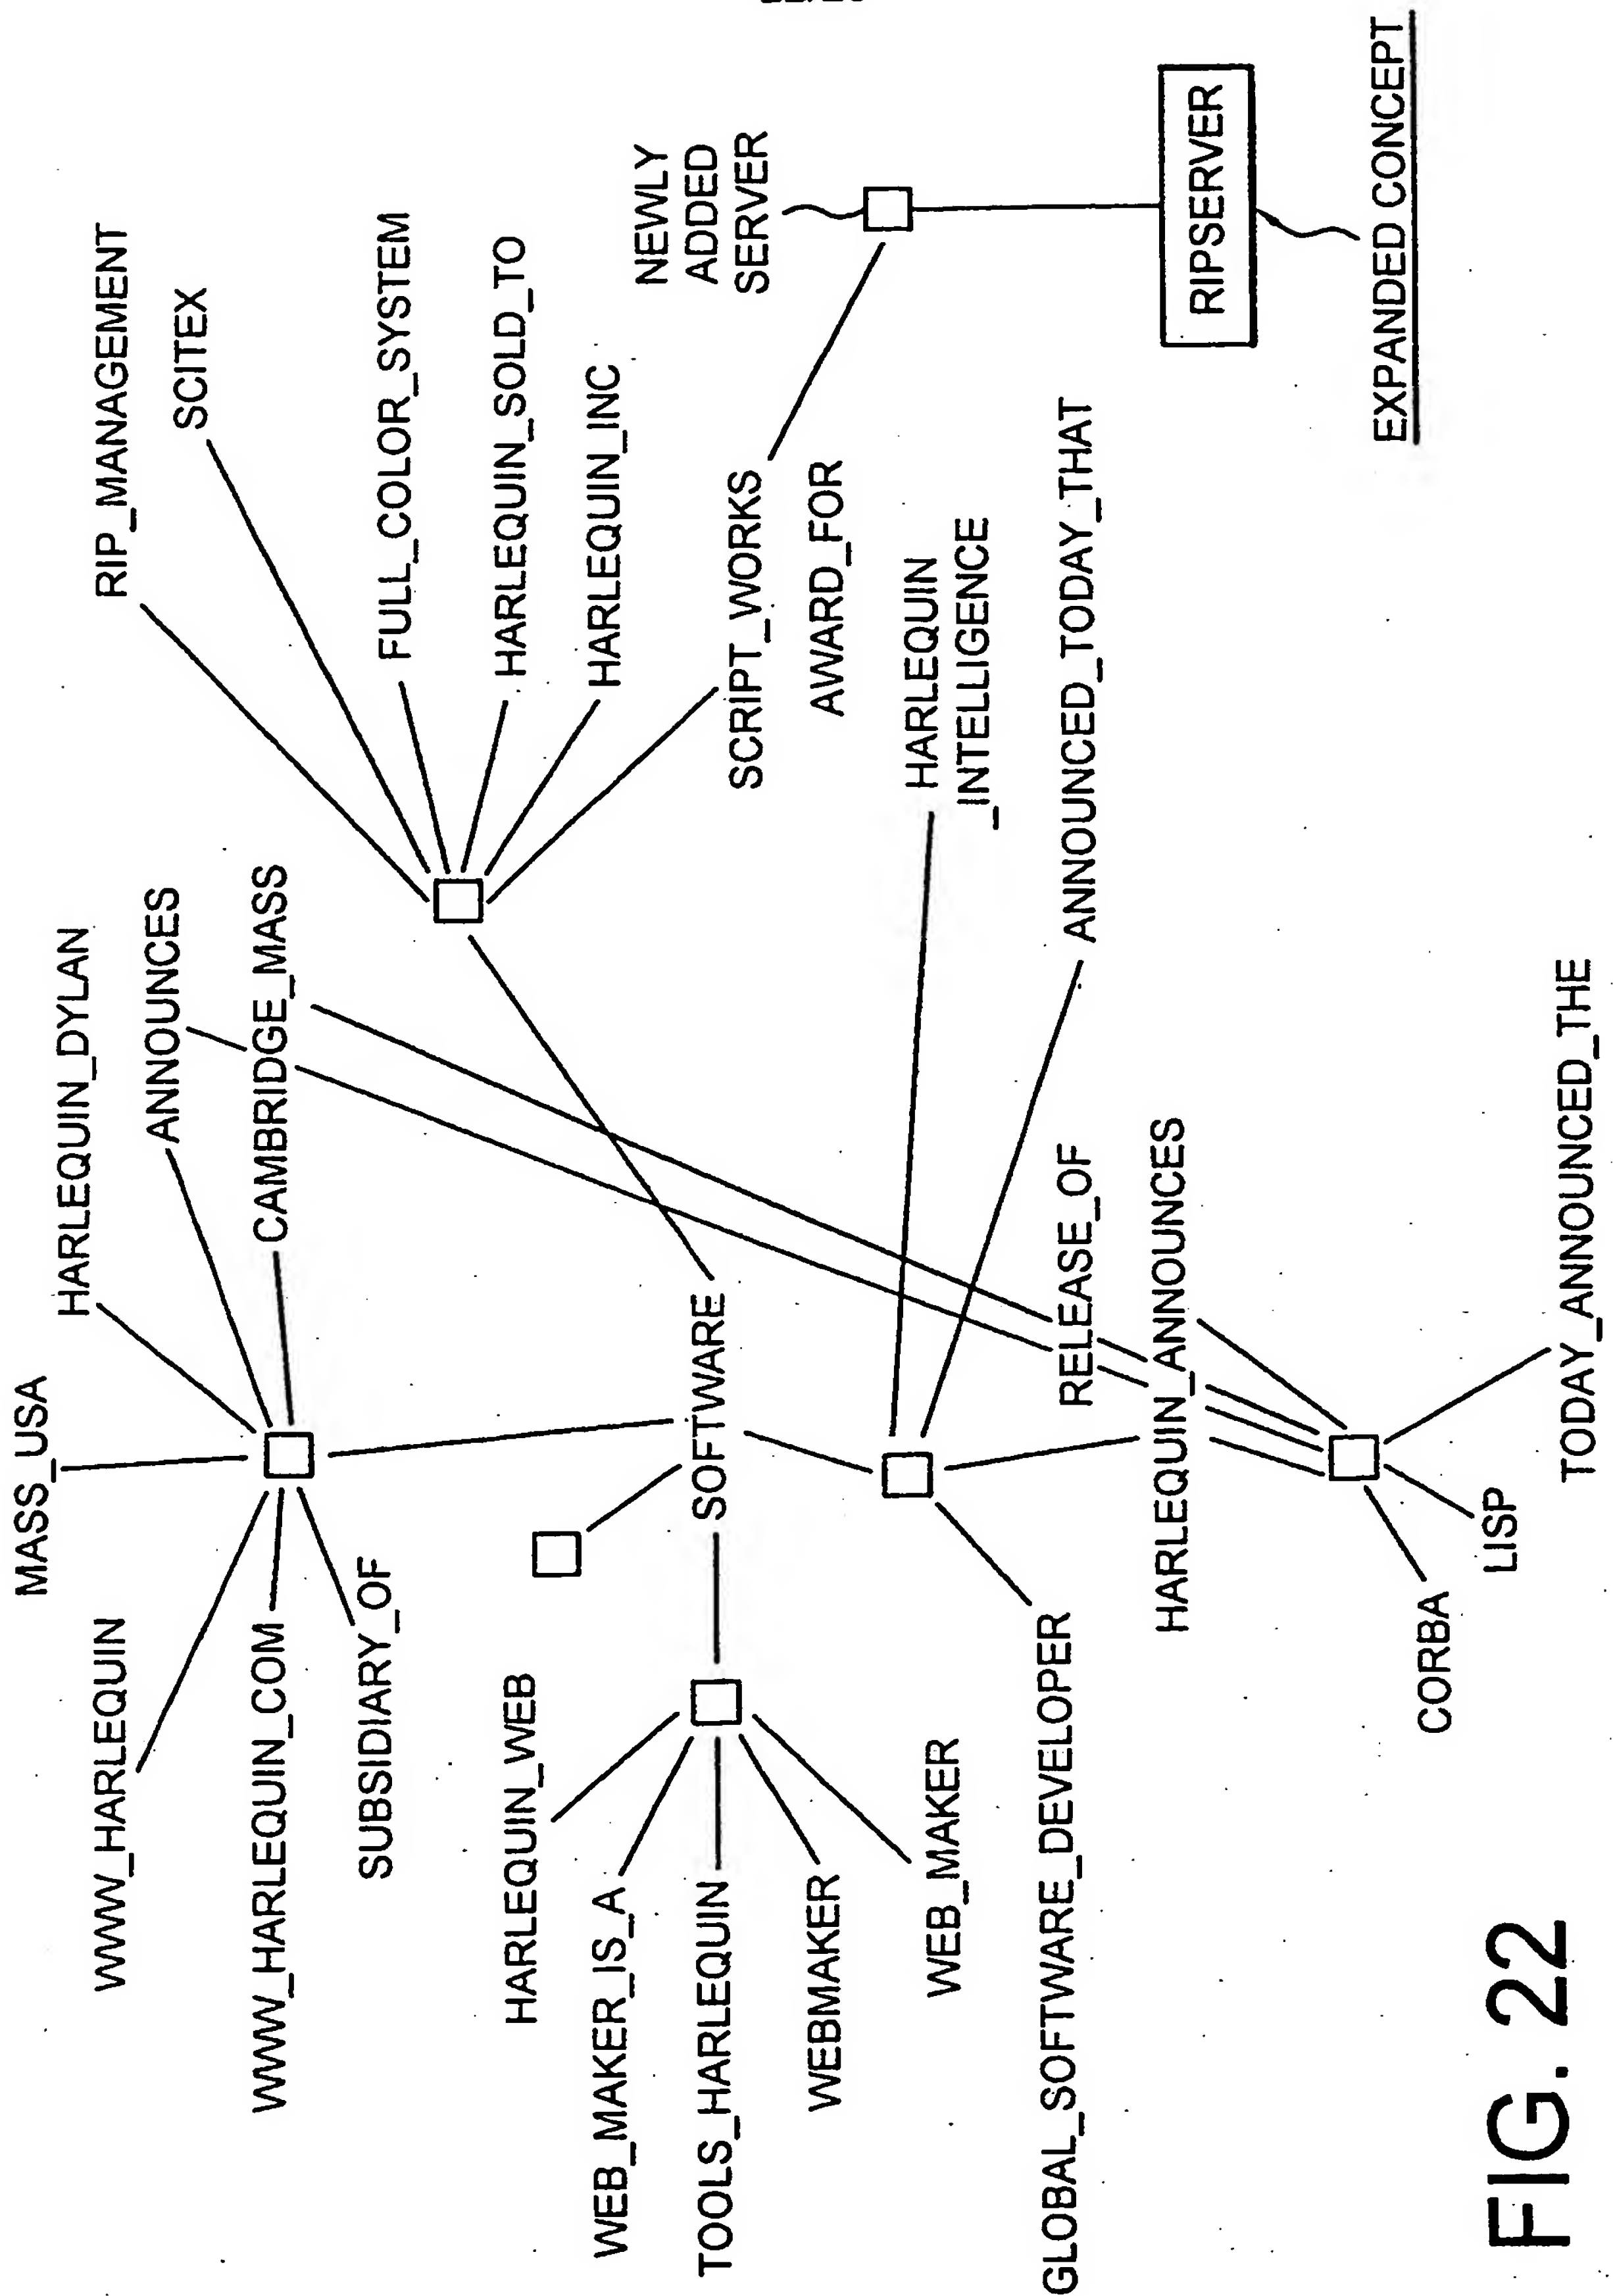 MASS_USA
HARLEQUIN_DYLAN
ANNOUNCES
CAMBRIDGE_MASS
WWW_HARLEQUIN
WWW_HARLEQUIN_COM
SUBSIDIARY_OF
RIP_MANAGEMENT
SCITEX
FULL_COLOR_SYSTEM
HARLEQUIN_SOLD_TO
HARLEQUIN_INC
SCRIPT_WORKS
AWARD_FOR
NEWLY
ADDED
SERVER
RIPSERVER
EXPANDED CONCEPT
SOFTWARE
HARLEQUIN_WEB
WEB_MAKER_IS_A
TOOLS_HARLEQUIN
WEBMAKER
WEB_MAKER
GLOBAL_SOFTWARE_DEVELOPER
HARLEQUIN
_INTELLIGENCE
ANNOUNCED_TODAY_THAT
RELEASE_OF
HARLEQUIN_ANNOUNCES
CORBA
LISP
TODAY_ANNOUNCED_THE
FIG. 22